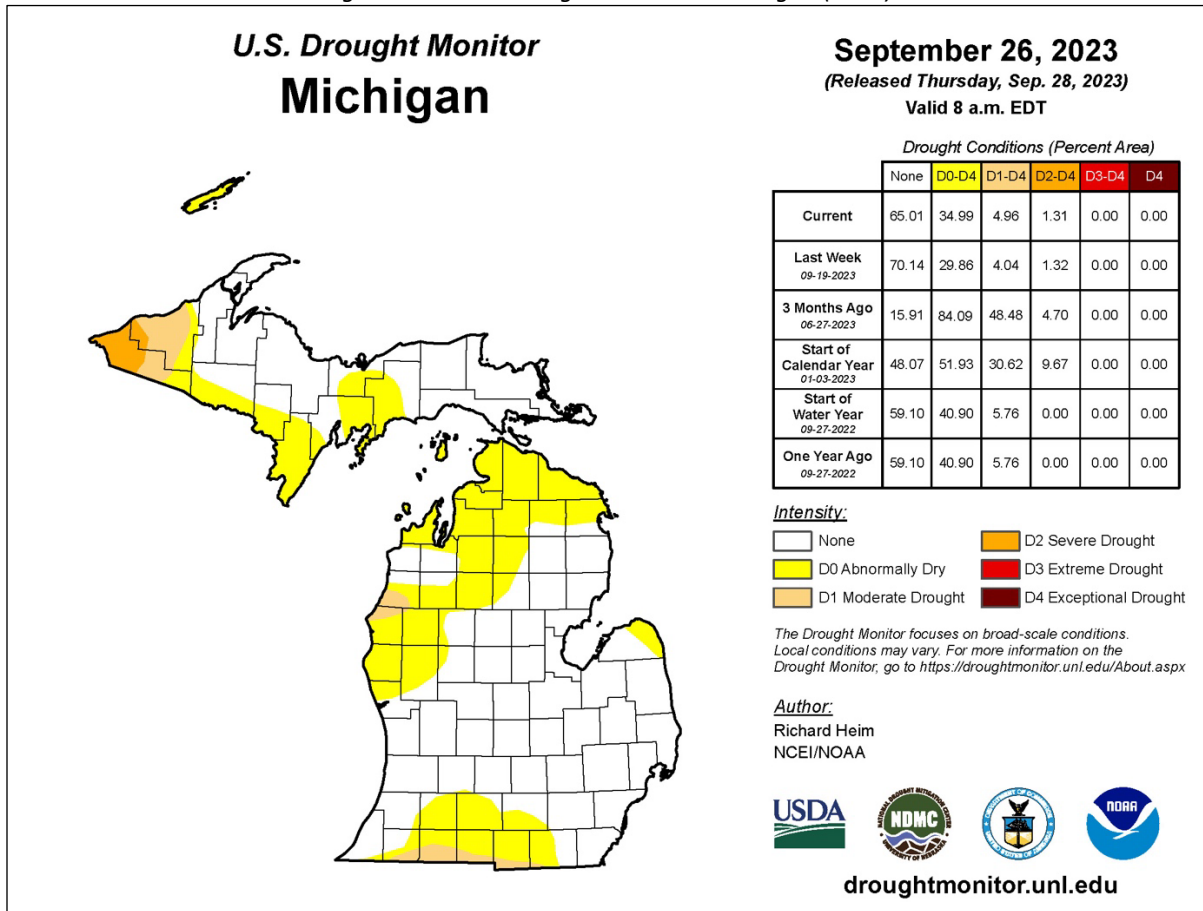 U.S. Drought Monitor
Michigan
September 26, 2023
(Released Thursday, Sep. 28, 2023)
Valid 8 a.m. EDT
Drought Conditions (Percent Area)
None D0-D4 D1-D4 D2-D4 D3-D4 D4
Current 65.01 34.99 4.96 1.31 0.00 0.00
Last Week
09-19-2023 70.14 29.86 4.04 1.32 0.00 0.00
3 Months Ago
06-27-2023 15.91 84.09 48.48 4.70 0.00 0.00
Start of
Calendar Year
01-03-2023 48.07 51.93 30.62 9.67 0.00 0.00
Start of
Water Year
09-27-2022 59.10 40.90 5.76 0.00 0.00 0.00
One Year Ago
09-27-2022 59.10 40.90 5.76 0.00 0.00 0.00
Intensity:
None
D0 Abnormally Dry
D1 Moderate Drought
D2 Severe Drought
D3 Extreme Drought
D4 Exceptional Drought
The Drought Monitor focuses on broad-scale conditions.
Local conditions may vary. For more information on the
Drought Monitor, go to https://droughtmonitor.unl.edu/About.aspx
Author:
Richard Heim
NCEI/NOAA
USDA
NATIONAL DROUGHT MITIGATION CENTER
NDMC
UNIVERSITY OF NEBRASKA
NOAA
droughtmonitor.unl.edu